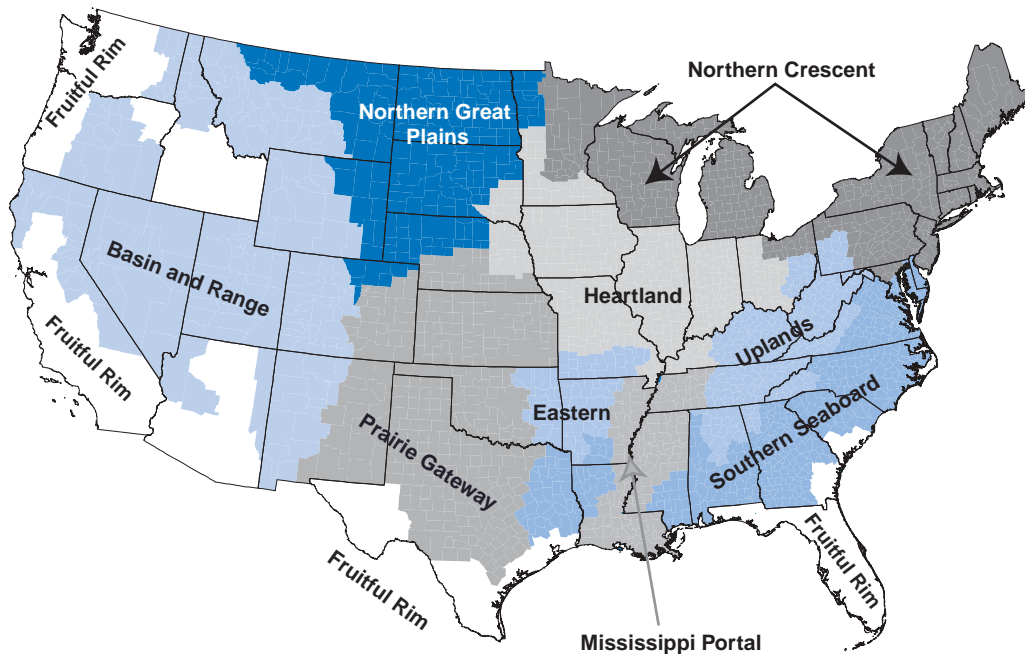 Fruitful Rim
Northern Crescent
Northern Great
Plains
Basin and Range
Heartland
Fruitful Rim
Uplands
Eastern
Southern Seaboard
Prairie Gateway
Fruitful Rim
Fruitful Rim
Mississippi Portal